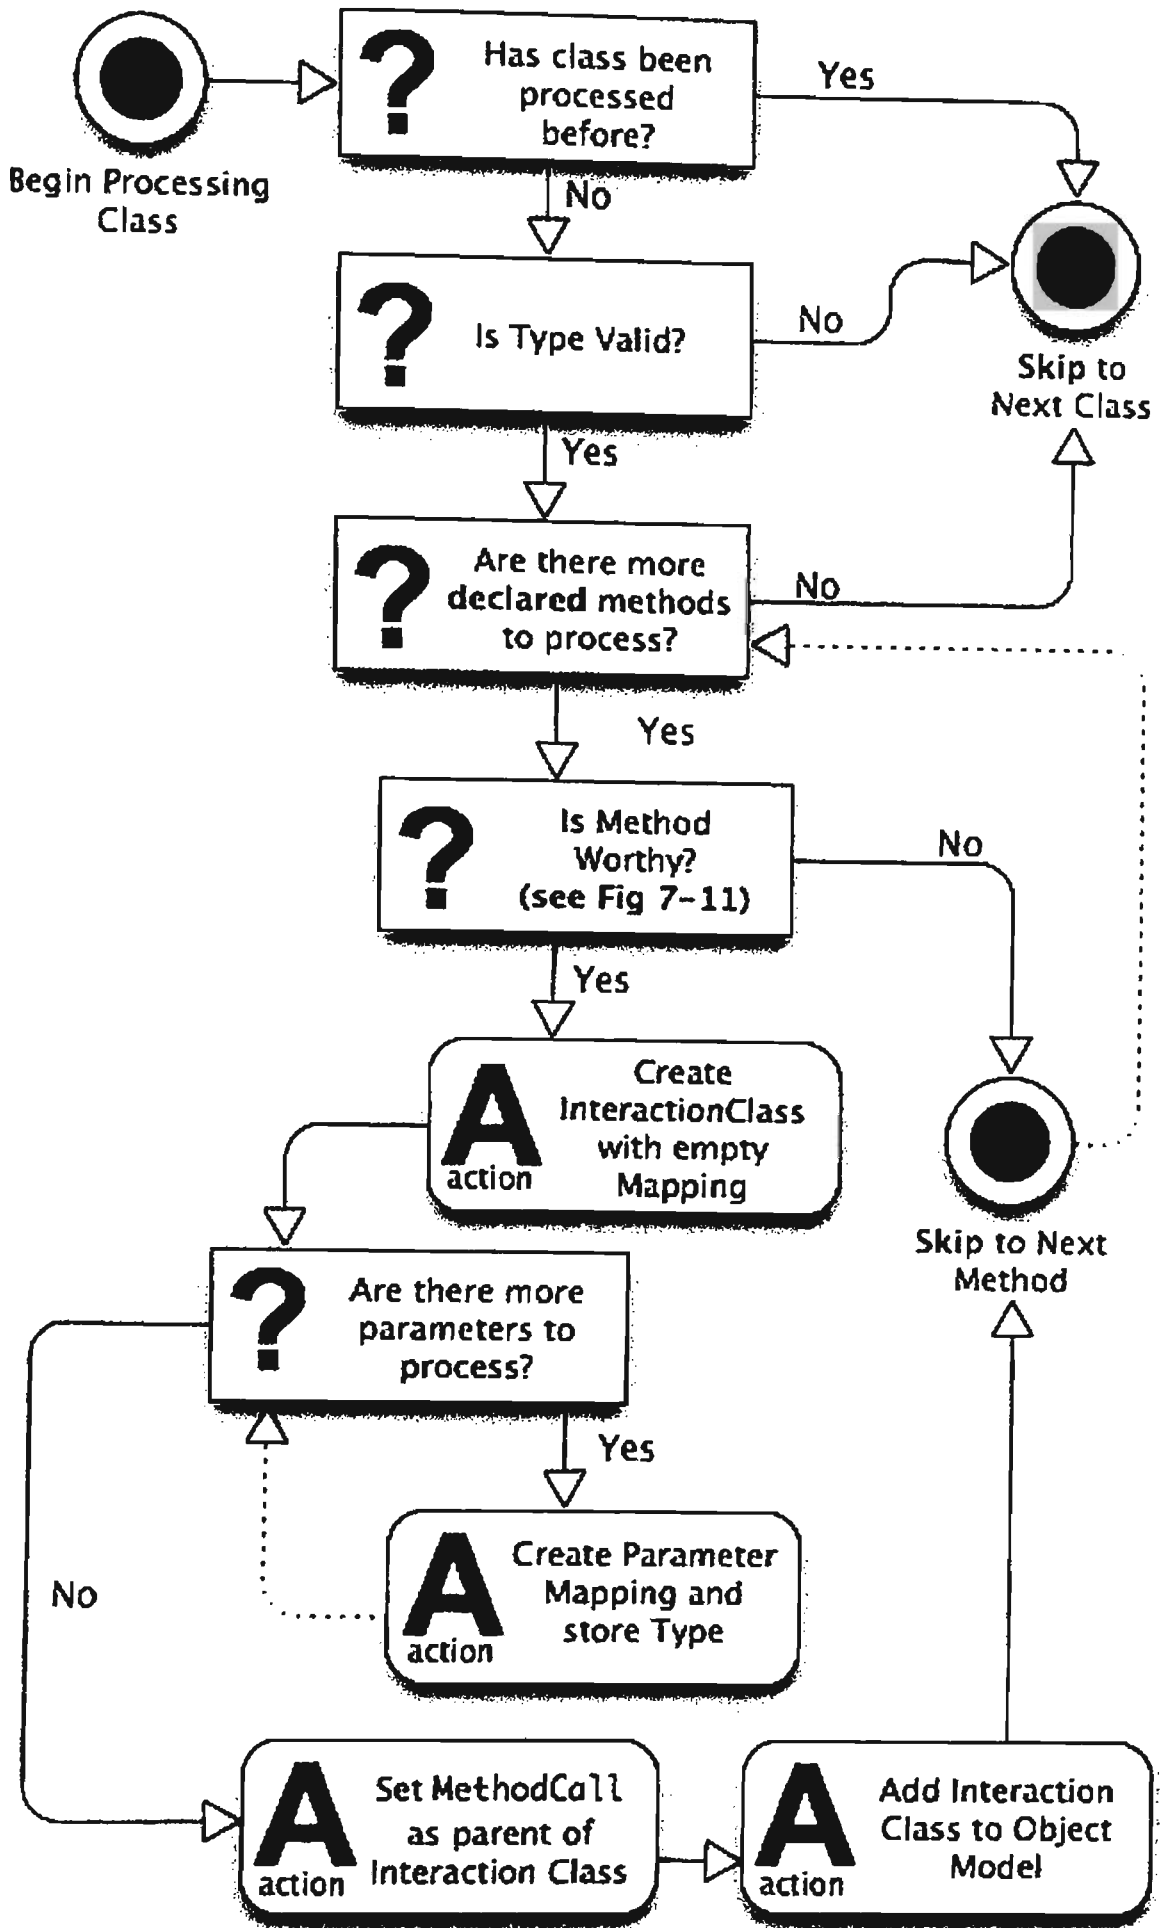 ?
Has class been
processed
before?
Yes
Begin Processing
Class
No
?
Is Type Valid?
No
Skip to
Next Class
Yes
?
Are there more
declared methods
to process?
No
Yes
?
Is Method
Worthy?
(see Fig 7-11)
No
Yes
A
action
Create
InteractionClass
with empty
Mapping
Skip to Next
Method
?
Are there more
parameters to
process?
Yes
No
A
action
Create Parameter
Mapping and
store Type
A
action
Set MethodCall
as parent of
Interaction Class
A
action
Add Interaction
Class to Object
Model